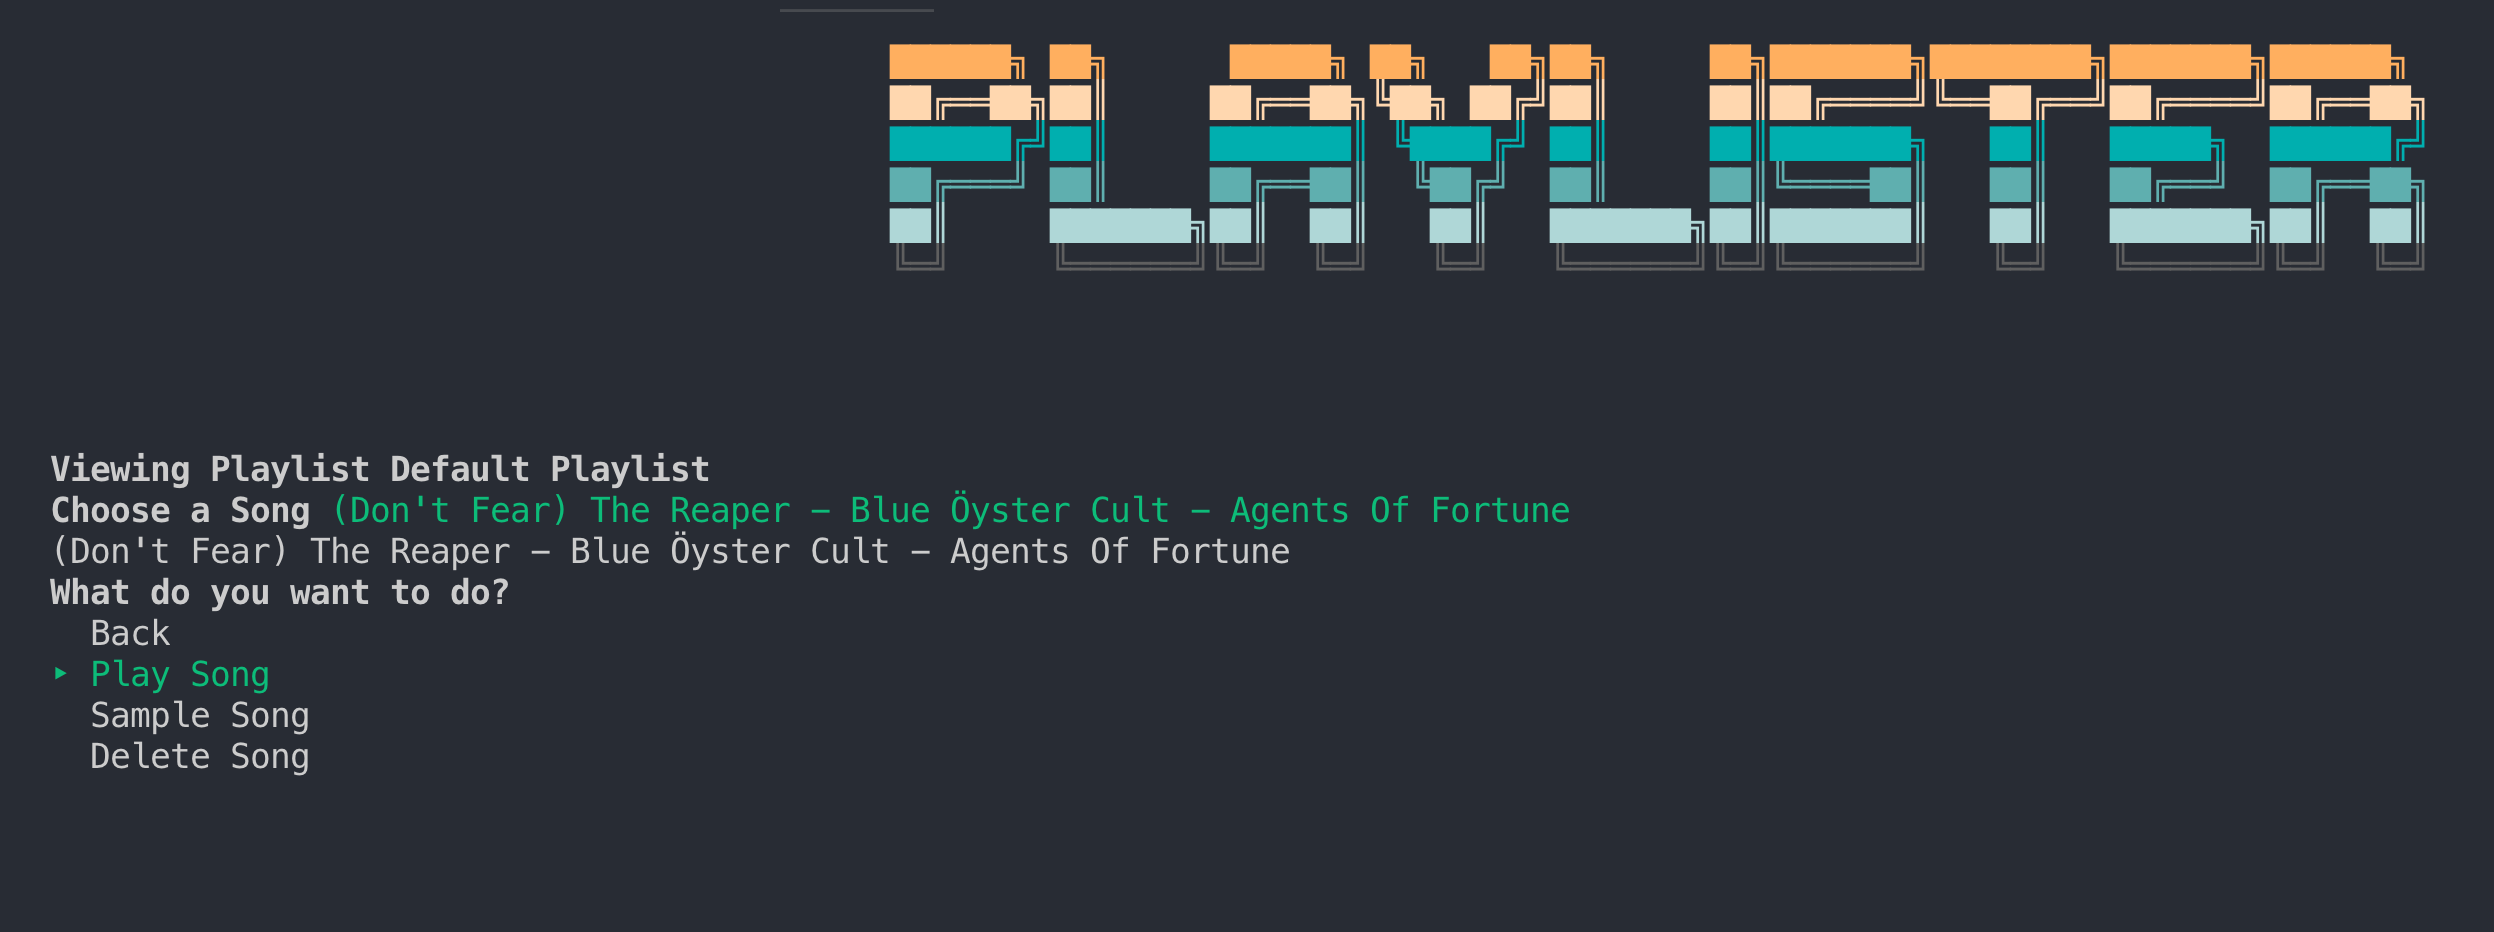 PLAYLISTER
Viewing Playlist Default Playlist
Choose a Song (Don't Fear) The Reaper — Blue Öyster Cult — Agents Of Fortune
(Don't Fear) The Reaper — Blue Öyster Cult — Agents Of Fortune
What do you want to do?
Back
▸ Play Song
Sample Song
Delete Song